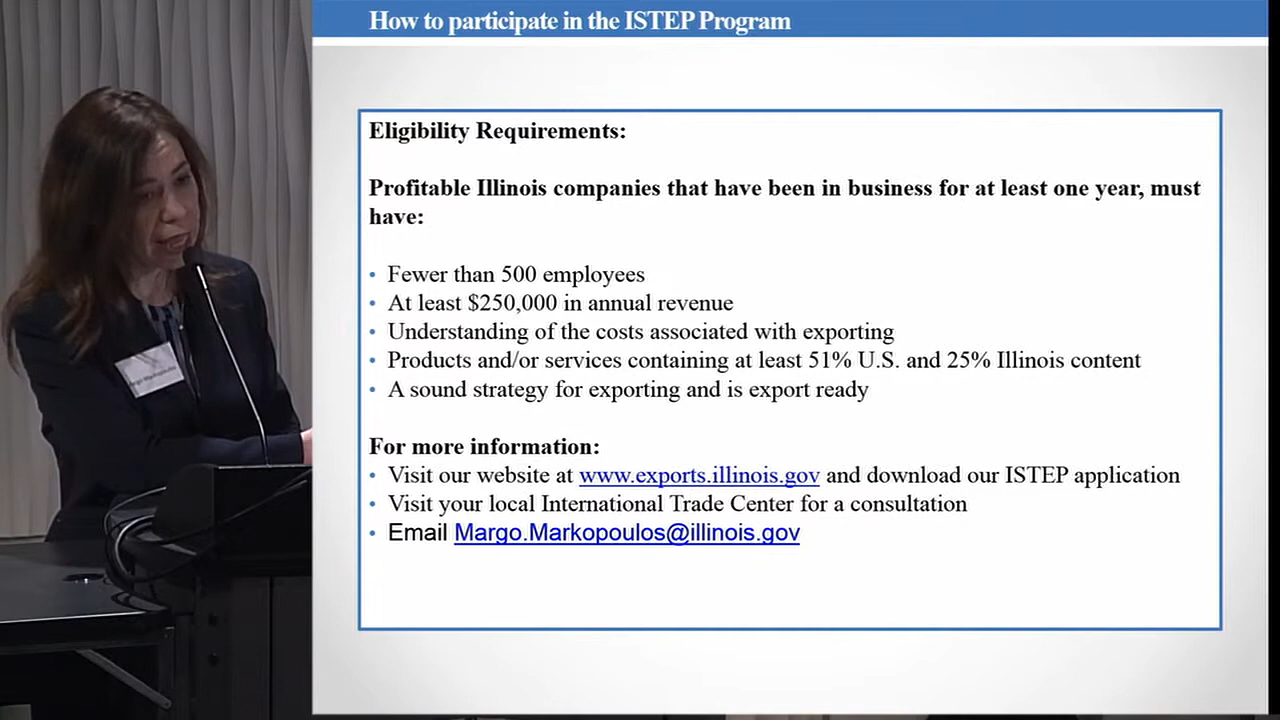 How to participate in the ISTEP Program
Eligibility Requirements:
Profitable Illinois companies that have been in business for at least one year, must
have:
• Fewer than 500 employees
• At least $250,000 in annual revenue
• Understanding of the costs associated with exporting
• Products and/or services containing at least 51% U.S. and 25% Illinois content
• A sound strategy for exporting and is export ready
For more information:
• Visit our website at www.exports.illinois.gov and download our ISTEP application
• Visit your local International Trade Center for a consultation
• Email Margo.Markopoulos@illinois.gov
Margo Markopoulos